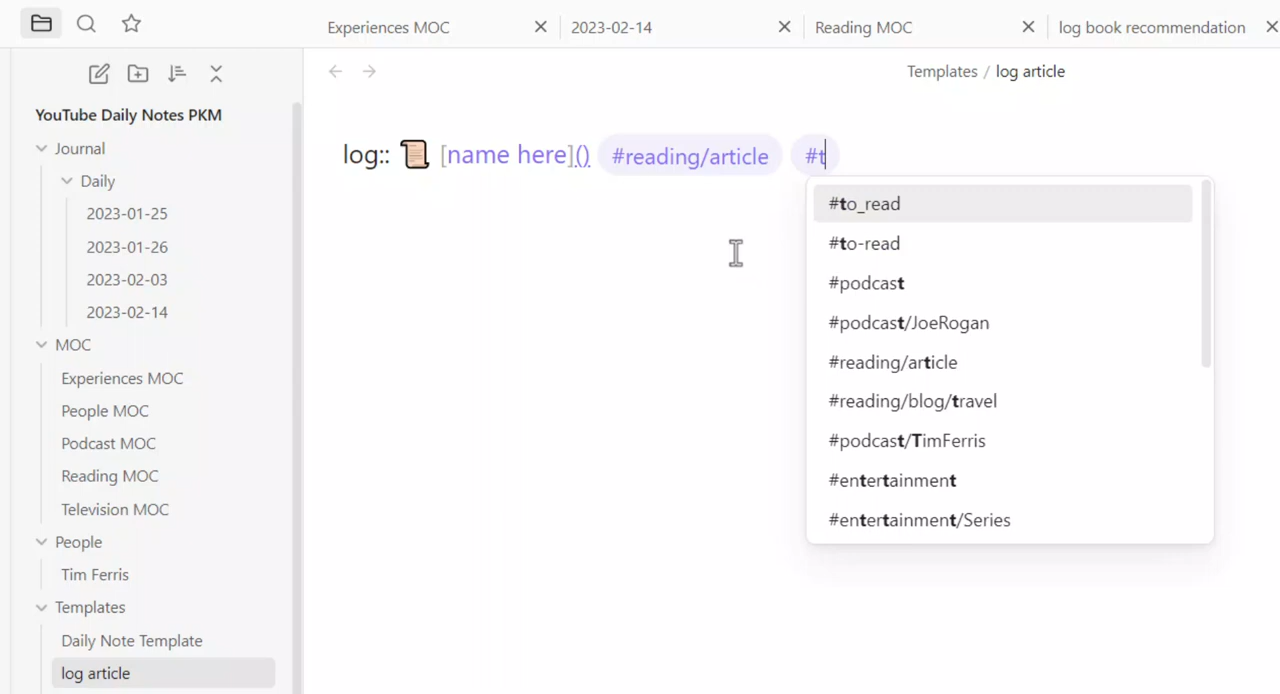 Experiences MOC
2023-02-14
Reading MOC
log book recommendation
Templates / log article
YouTube Daily Notes PKM
Journal
Daily
2023-01-25
2023-01-26
2023-02-03
2023-02-14
MOC
Experiences MOC
People MOC
Podcast MOC
Reading MOC
Television MOC
People
Tim Ferris
Templates
Daily Note Template
log article
log:: 📜 [name here]() #reading/article #t
#to_read
#to-read
#podcast
#podcast/JoeRogan
#reading/article
#reading/blog/travel
#podcast/TimFerris
#entertainment
#entertainment/Series